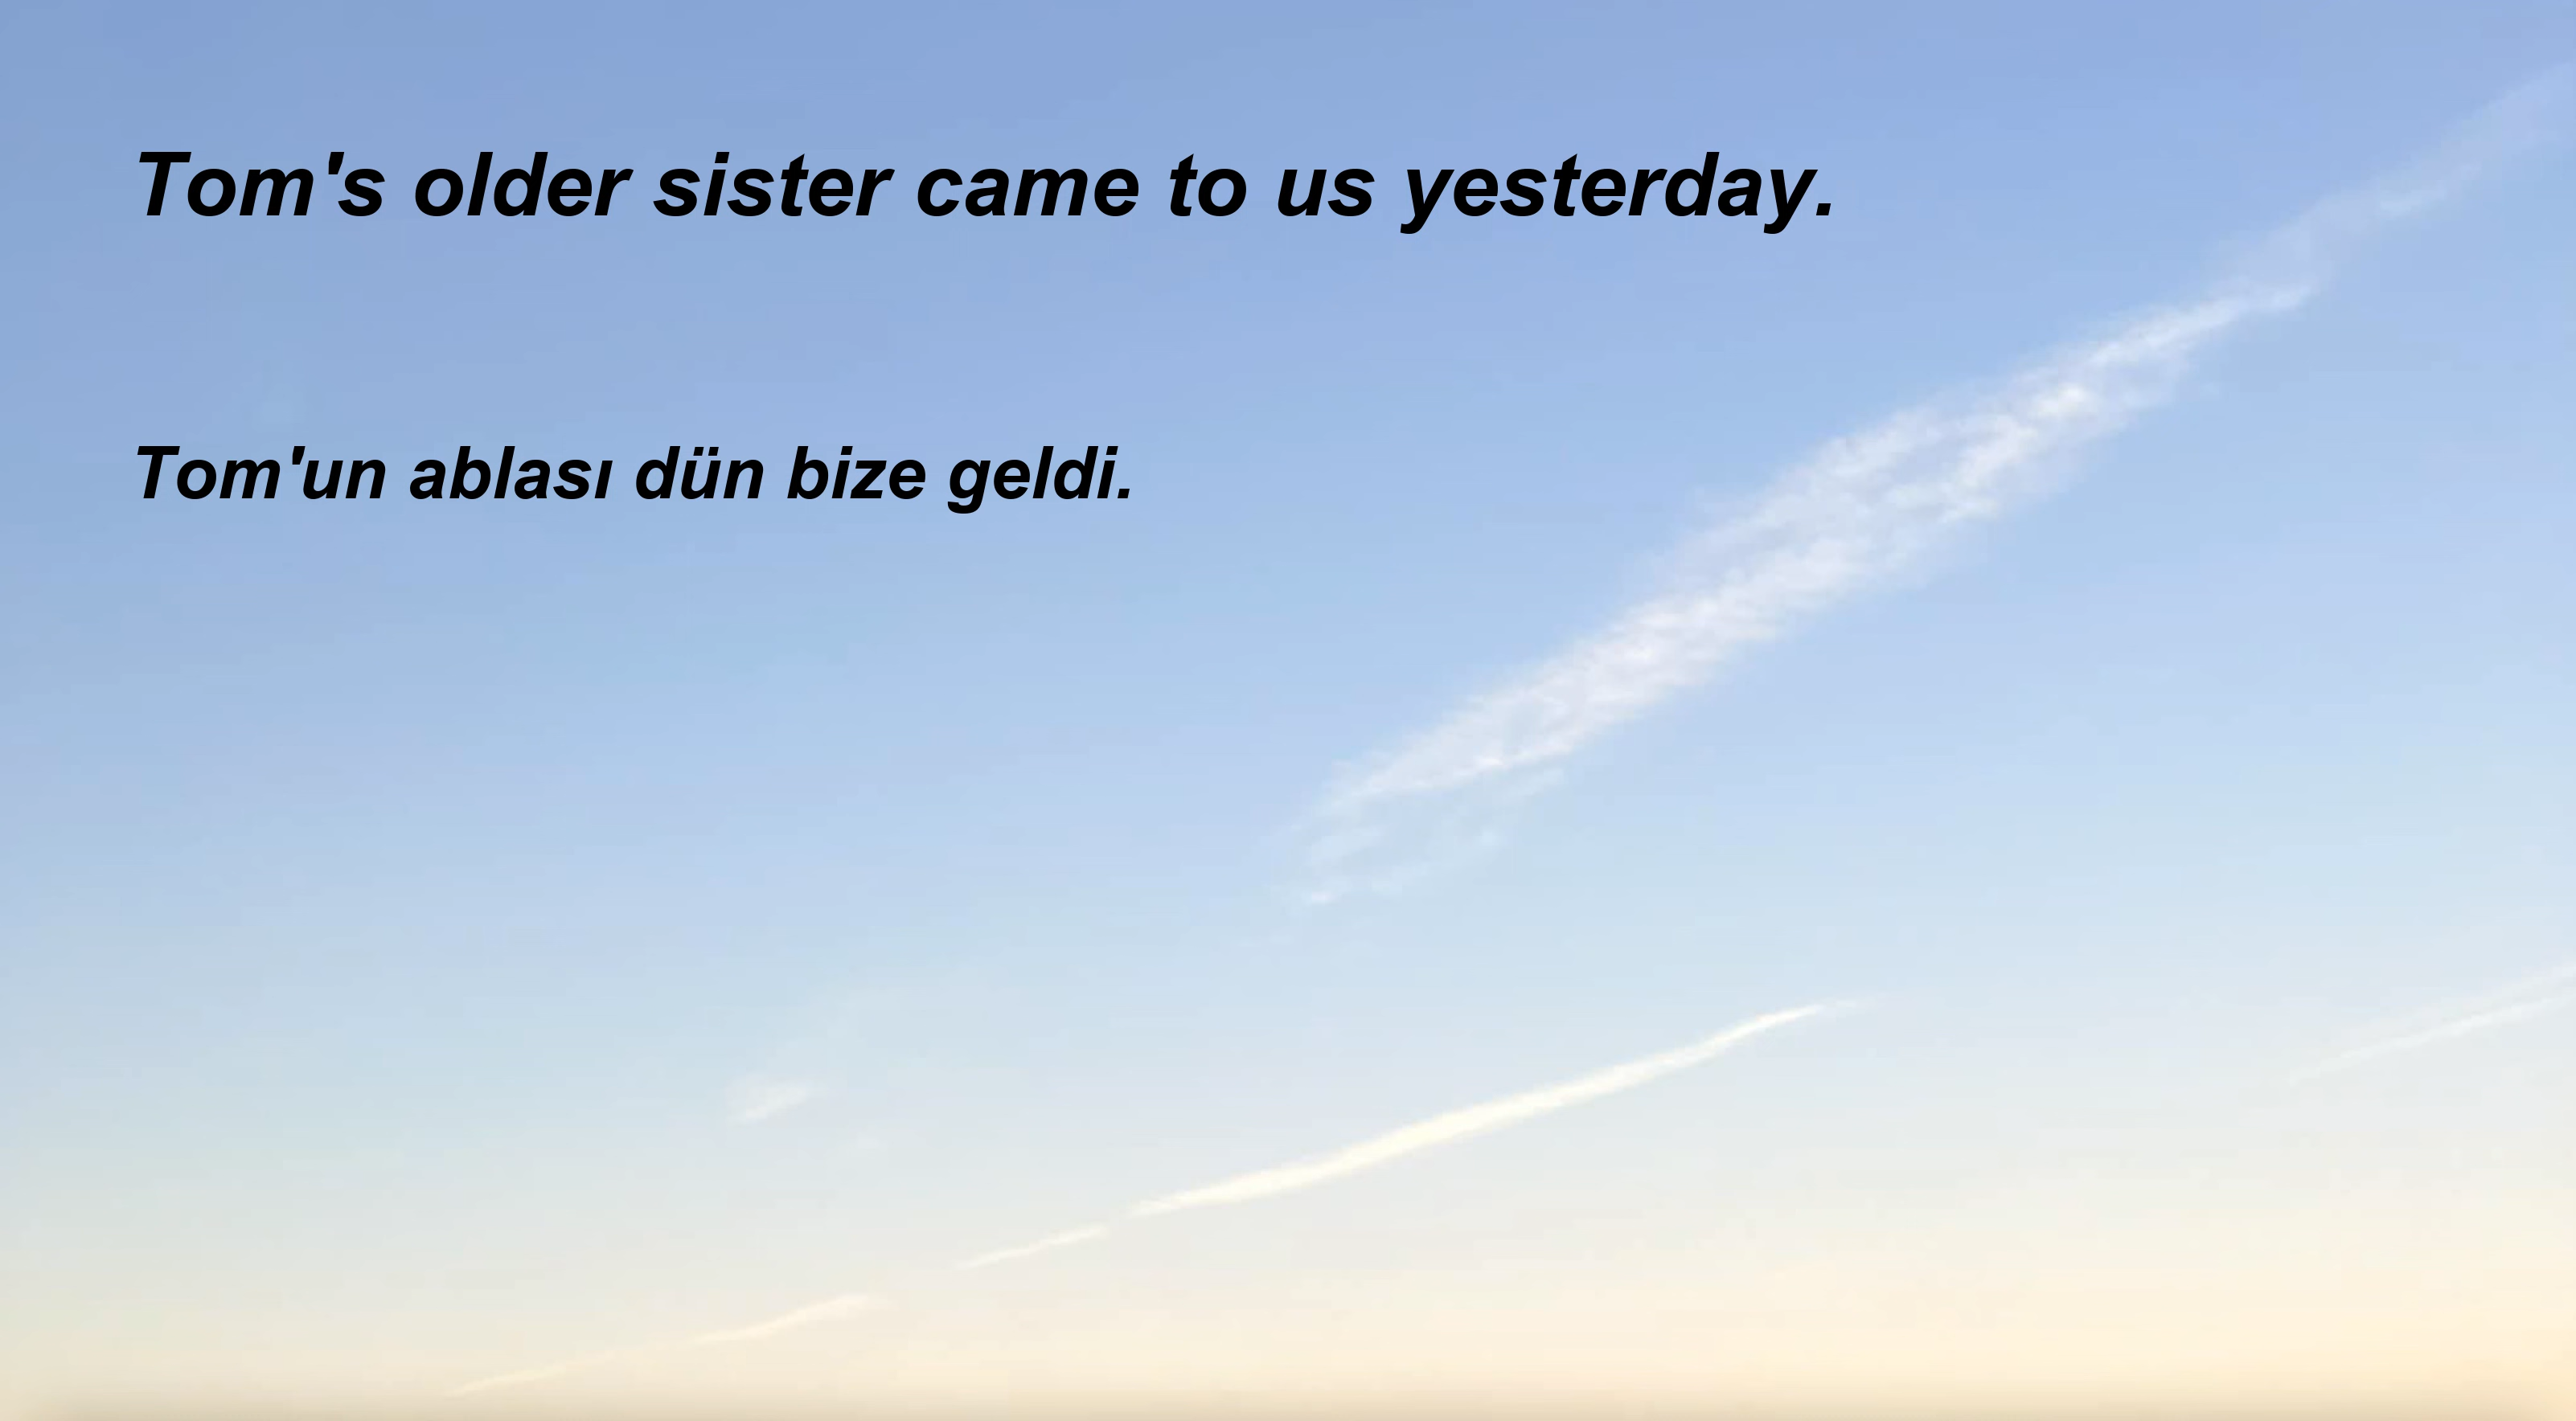 Tom's older sister came to us yesterday.
Tom'un ablası dün bize geldi.